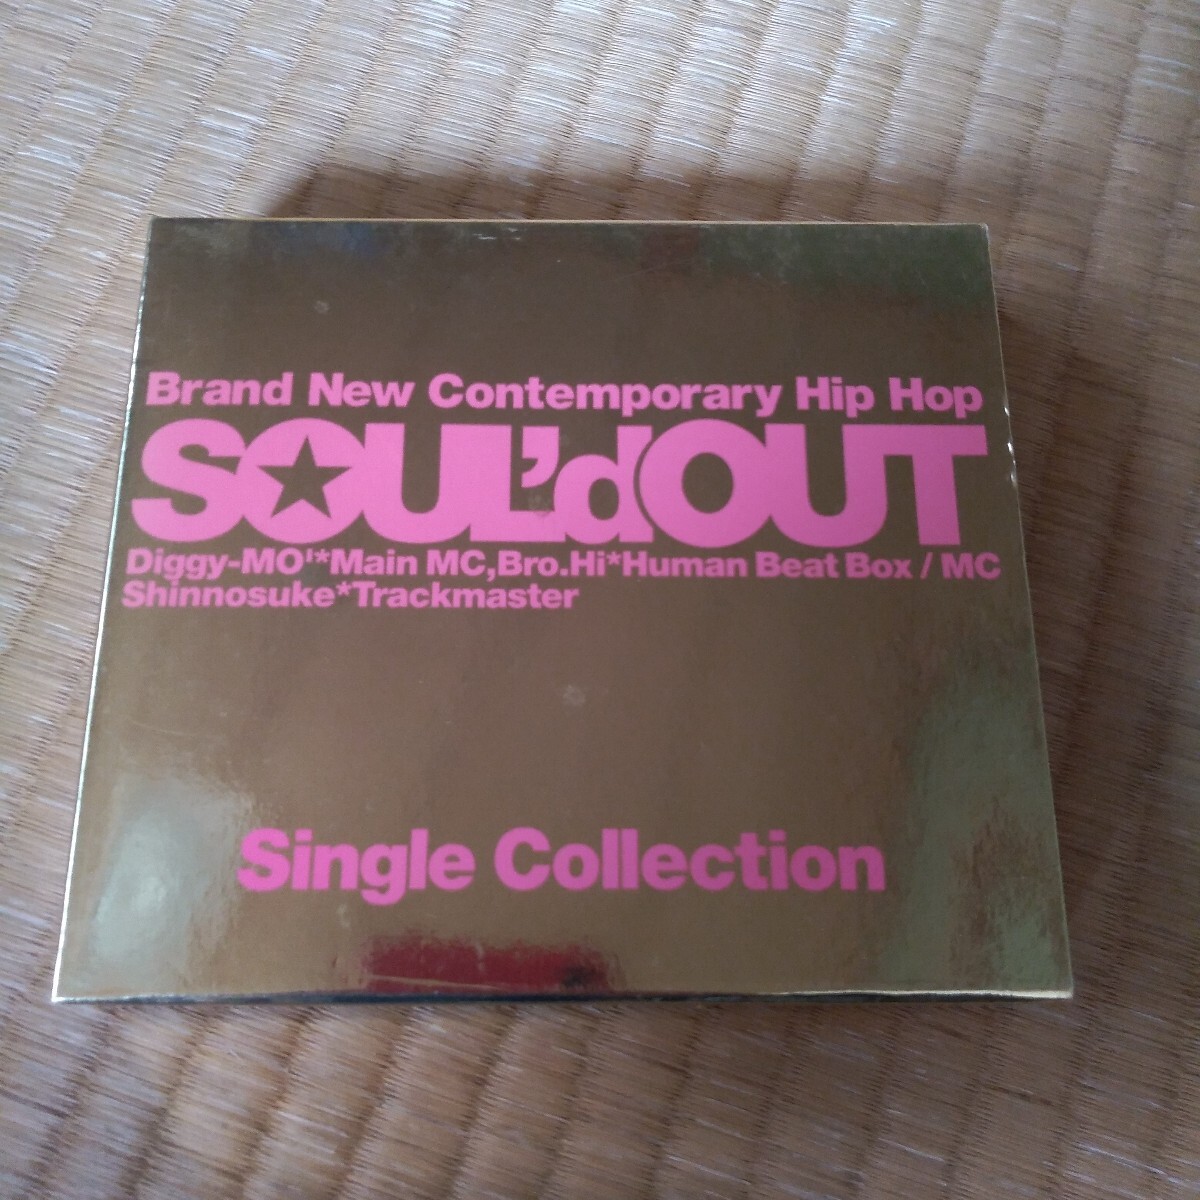 Brand New Contemporary Hip Hop
SOUL'dOUT
Diggy-MO'*Main MC,Bro.Hi*Human Beat Box / MC
Shinnosuke*Trackmaster
Single Collection